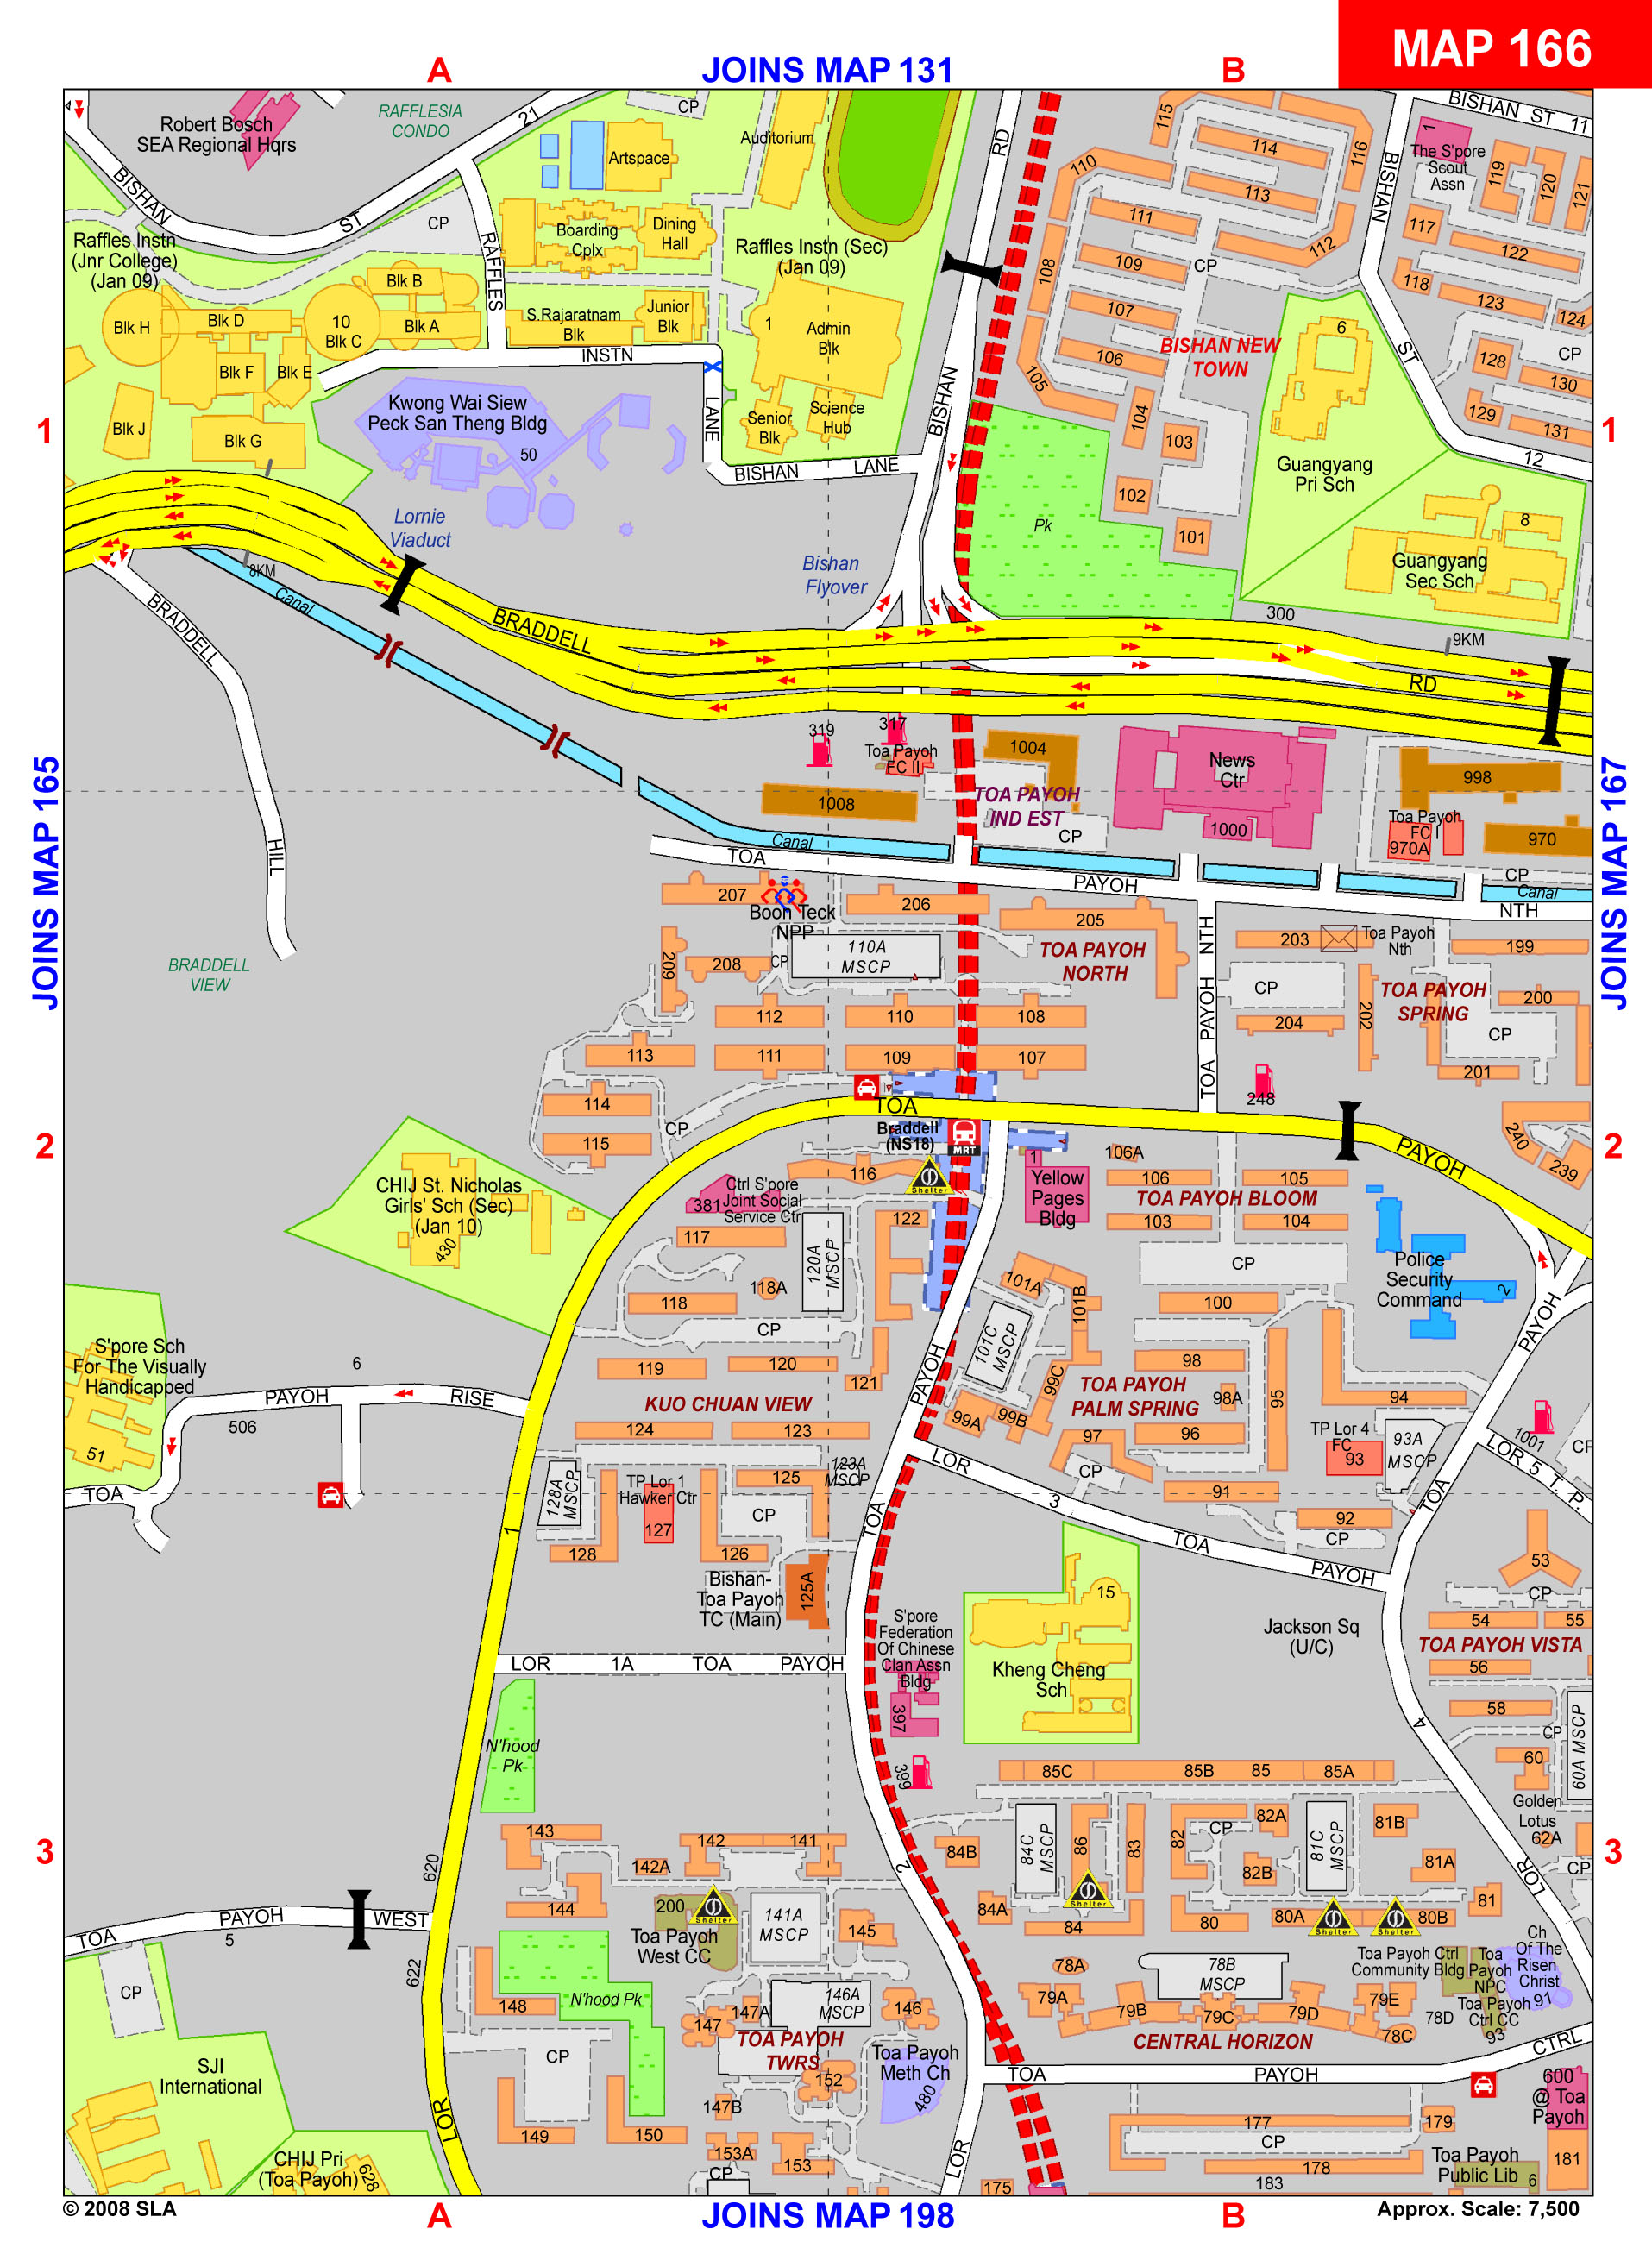 MAP 166
A
JOINS MAP 131
B
Robert Bosch
SEA Regional Hqrs
RAFFLESIA
CONDO
21
CP
Auditorium
RD
115
114
116
113
110
111
112
109
108
107
106
105
104
103
102
101
CP
BISHAN ST 11
1
The S'pore
Scout
Assn
119
120
121
117
122
118
123
124
CP
128
130
129
131
BISHAN
ST
12
BISHAN
ST
CP
Artspace
Boarding
Cplx
Dining
Hall
Raffles Instn (Sec)
(Jan 09)
Raffles Instn
(Jnr College)
(Jan 09)
RAFFLES
Blk B
Blk H
Blk D
10
Blk C
Blk A
S.Rajaratnam
Blk
Junior
Blk
1
Admin
Blk
Blk F
Blk E
INSTN
Blk J
Blk G
Kwong Wai Siew
Peck San Theng Bldg
50
LANE
Senior
Blk
Science
Hub
BISHAN
BISHAN LANE
BISHAN NEW
TOWN
6
Guangyang
Pri Sch
8
Guangyang
Sec Sch
Pk
1
1
Lornie
Viaduct
Bishan
Flyover
8KM
Canal
BRADDELL
BRADDELL
300
9KM
RD
HILL
JOINS MAP 165
JOINS MAP 167
319
317
Toa Payoh
FC II
1004
News
Ctr
998
1008
TOA PAYOH
IND EST
CP
1000
Toa Payoh
FC I
970A
970
CP
Canal
Canal
TOA
PAYOH
NTH
207
Boon Teck
NPP
206
205
203
Toa Payoh
Nth
199
110A
MSCP
209
208
CP
TOA PAYOH
NORTH
CP
TOA PAYOH
SPRING
200
202
204
CP
201
BRADDELL
VIEW
112
110
108
113
111
109
107
TOA PAYOH NTH
248
114
115
CP
TOA
Braddell
(NS18)
MRT
PAYOH
240
239
2
2
116
Shelter
1
Yellow
Pages
Bldg
106A
106
105
TOA PAYOH BLOOM
103
104
CP
Police
Security
Command
2
CHIJ St. Nicholas
Girls' Sch (Sec)
(Jan 10)
430
Ctrl S'pore
Joint Social
Service Ctr
381
117
122
120A
MSCP
118A
118
CP
119
120
121
101A
101B
101C
MSCP
100
98
98A
95
94
99C
99A
99B
97
96
TOA PAYOH
PALM SPRING
PAYOH
PAYOH
S'pore Sch
For The Visually
Handicapped
51
6
PAYOH
RISE
506
TOA
KUO CHUAN VIEW
124
123
128A
MSCP
TP Lor 1
Hawker Ctr
125
123A
MSCP
127
CP
128
126
1
Bishan-
Toa Payoh
TC (Main)
125A
TOA
LOR
3
TOA
PAYOH
CP
91
TP Lor 4
FC
93
93A
MSCP
92
CP
TOA
1001
CP
LOR 5 T. P.
53
CP
54
55
TOA PAYOH VISTA
56
58
CP
60A MSCP
60
Golden
Lotus
62A
CP
15
Kheng Cheng
Sch
Jackson Sq
(U/C)
4
S'pore
Federation
Of Chinese
Clan Assn
Bldg
397
399
LOR 1A TOA PAYOH
N'hood
Pk
85C
85B
85
85A
84C
MSCP
86
83
82
CP
82A
81C
MSCP
81B
82B
81A
84B
84A
84
Shelter
80
80A
Shelter
Shelter
80B
81
LOR
3
3
143
142
141
142A
620
144
200
Shelter
Toa Payoh
West CC
141A
MSCP
145
2
TOA
PAYOH
5
WEST
622
CP
148
N'hood Pk
147A
146A
MSCP
146
147
TOA PAYOH
TWRS
152
Toa Payoh
Meth Ch
480
CP
147B
149
150
153A
CP
153
SJI
International
CHIJ Pri
(Toa Payoh)
628
LOR
78A
78B
MSCP
79A
79B
79C
79D
79E
78C
78D
CENTRAL HORIZON
Toa Payoh Ctrl
Community Bldg
Toa
Payoh
NPC
Toa Payoh
Ctrl CC
93
Ch
Of The
Risen
Christ
91
TOA
PAYOH
CTRL
600
@ Toa
Payoh
177
CP
179
178
183
175
Toa Payoh
Public Lib
6
181
LOR
© 2008 SLA
A
JOINS MAP 198
B
Approx. Scale: 7,500